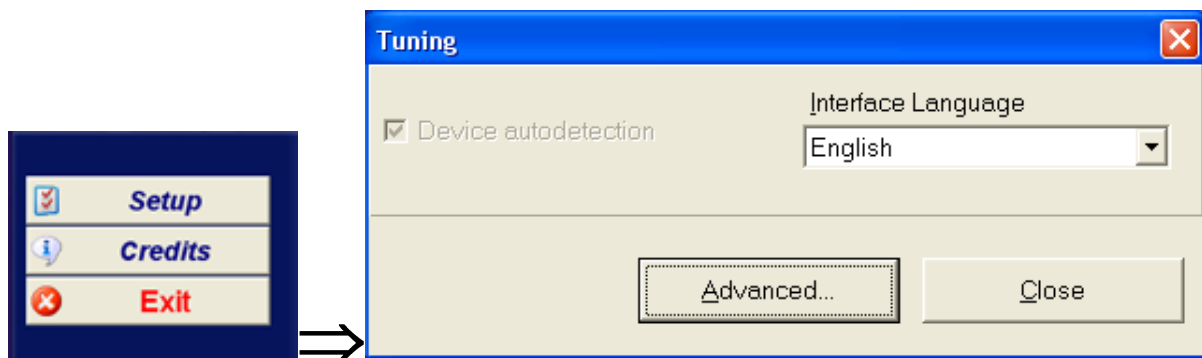 Setup
Credits
Exit
Tuning
Device autodetection
Interface Language
English
Advanced...
Close